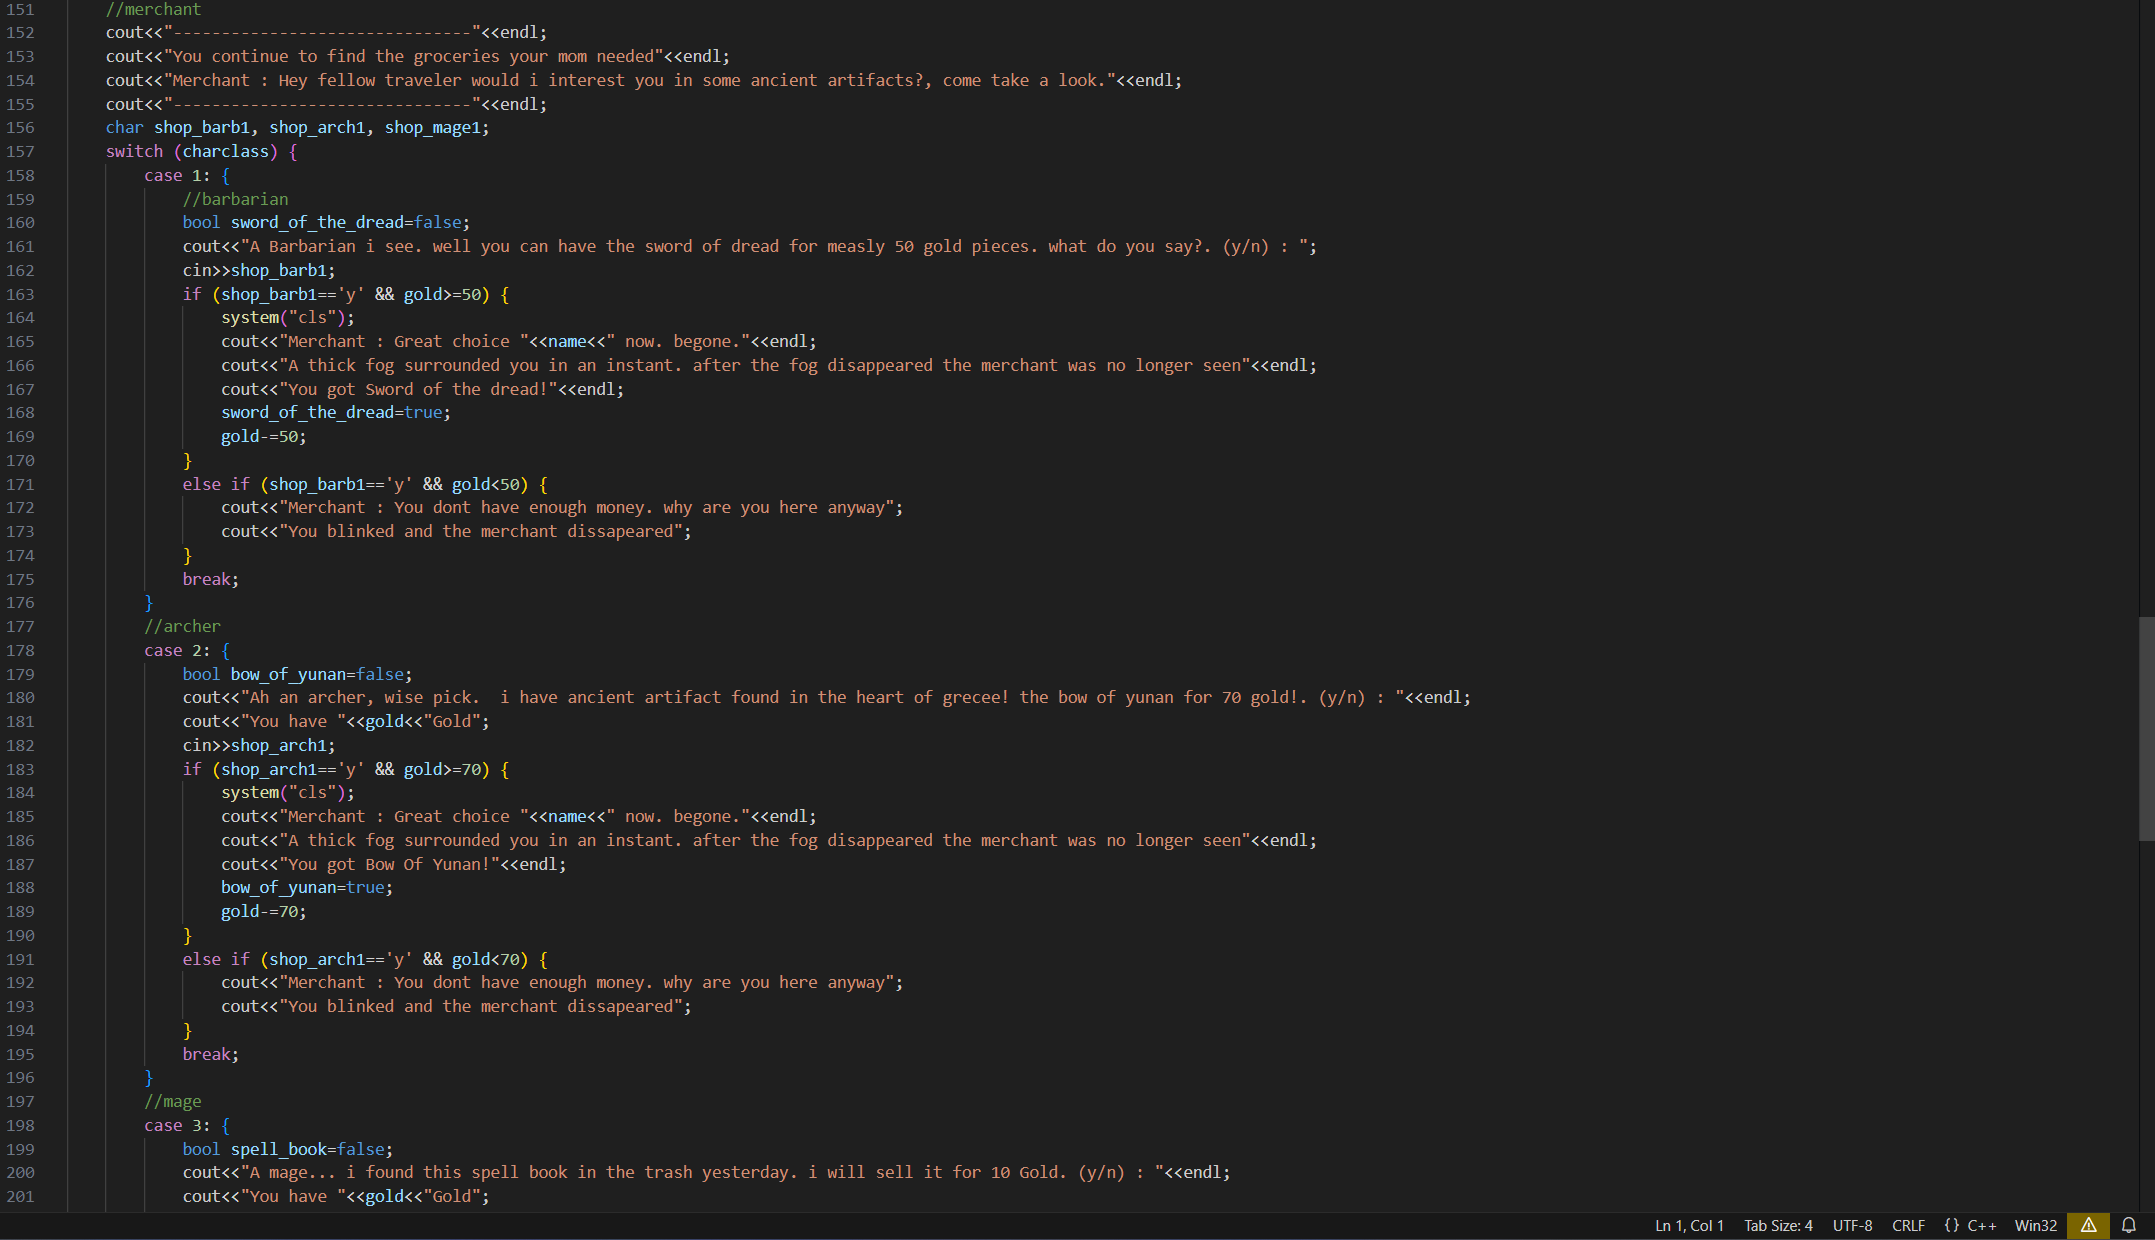 151 //merchant
152 cout<<"-------------------------------"<<endl;
153 cout<<"You continue to find the groceries your mom needed"<<endl;
154 cout<<"Merchant : Hey fellow traveler would i interest you in some ancient artifacts?, come take a look."<<endl;
155 cout<<"-------------------------------"<<endl;
156 char shop_barb1, shop_arch1, shop_mage1;
157 switch (charclass) {
158 case 1: {
159 //barbarian
160 bool sword_of_the_dread=false;
161 cout<<"A Barbarian i see. well you can have the sword of dread for measly 50 gold pieces. what do you say?. (y/n) : ";
162 cin>>shop_barb1;
163 if (shop_barb1=='y' && gold>=50) {
164 system("cls");
165 cout<<"Merchant : Great choice "<<name<<" now. begone."<<endl;
166 cout<<"A thick fog surrounded you in an instant. after the fog disappeared the merchant was no longer seen"<<endl;
167 cout<<"You got Sword of the dread!"<<endl;
168 sword_of_the_dread=true;
169 gold-=50;
170 }
171 else if (shop_barb1=='y' && gold<50) {
172 cout<<"Merchant : You dont have enough money. why are you here anyway";
173 cout<<"You blinked and the merchant dissapeared";
174 }
175 break;
176 }
177 //archer
178 case 2: {
179 bool bow_of_yunan=false;
180 cout<<"Ah an archer, wise pick.  i have ancient artifact found in the heart of grecee! the bow of yunan for 70 gold!. (y/n) : "<<endl;
181 cout<<"You have "<<gold<<"Gold";
182 cin>>shop_arch1;
183 if (shop_arch1=='y' && gold>=70) {
184 system("cls");
185 cout<<"Merchant : Great choice "<<name<<" now. begone."<<endl;
186 cout<<"A thick fog surrounded you in an instant. after the fog disappeared the merchant was no longer seen"<<endl;
187 cout<<"You got Bow Of Yunan!"<<endl;
188 bow_of_yunan=true;
189 gold-=70;
190 }
191 else if (shop_arch1=='y' && gold<70) {
192 cout<<"Merchant : You dont have enough money. why are you here anyway";
193 cout<<"You blinked and the merchant dissapeared";
194 }
195 break;
196 }
197 //mage
198 case 3: {
199 bool spell_book=false;
200 cout<<"A mage... i found this spell book in the trash yesterday. i will sell it for 10 Gold. (y/n) : "<<endl;
201 cout<<"You have "<<gold<<"Gold";
Ln 1, Col 1 Tab Size: 4 UTF-8 CRLF {} C++ Win32